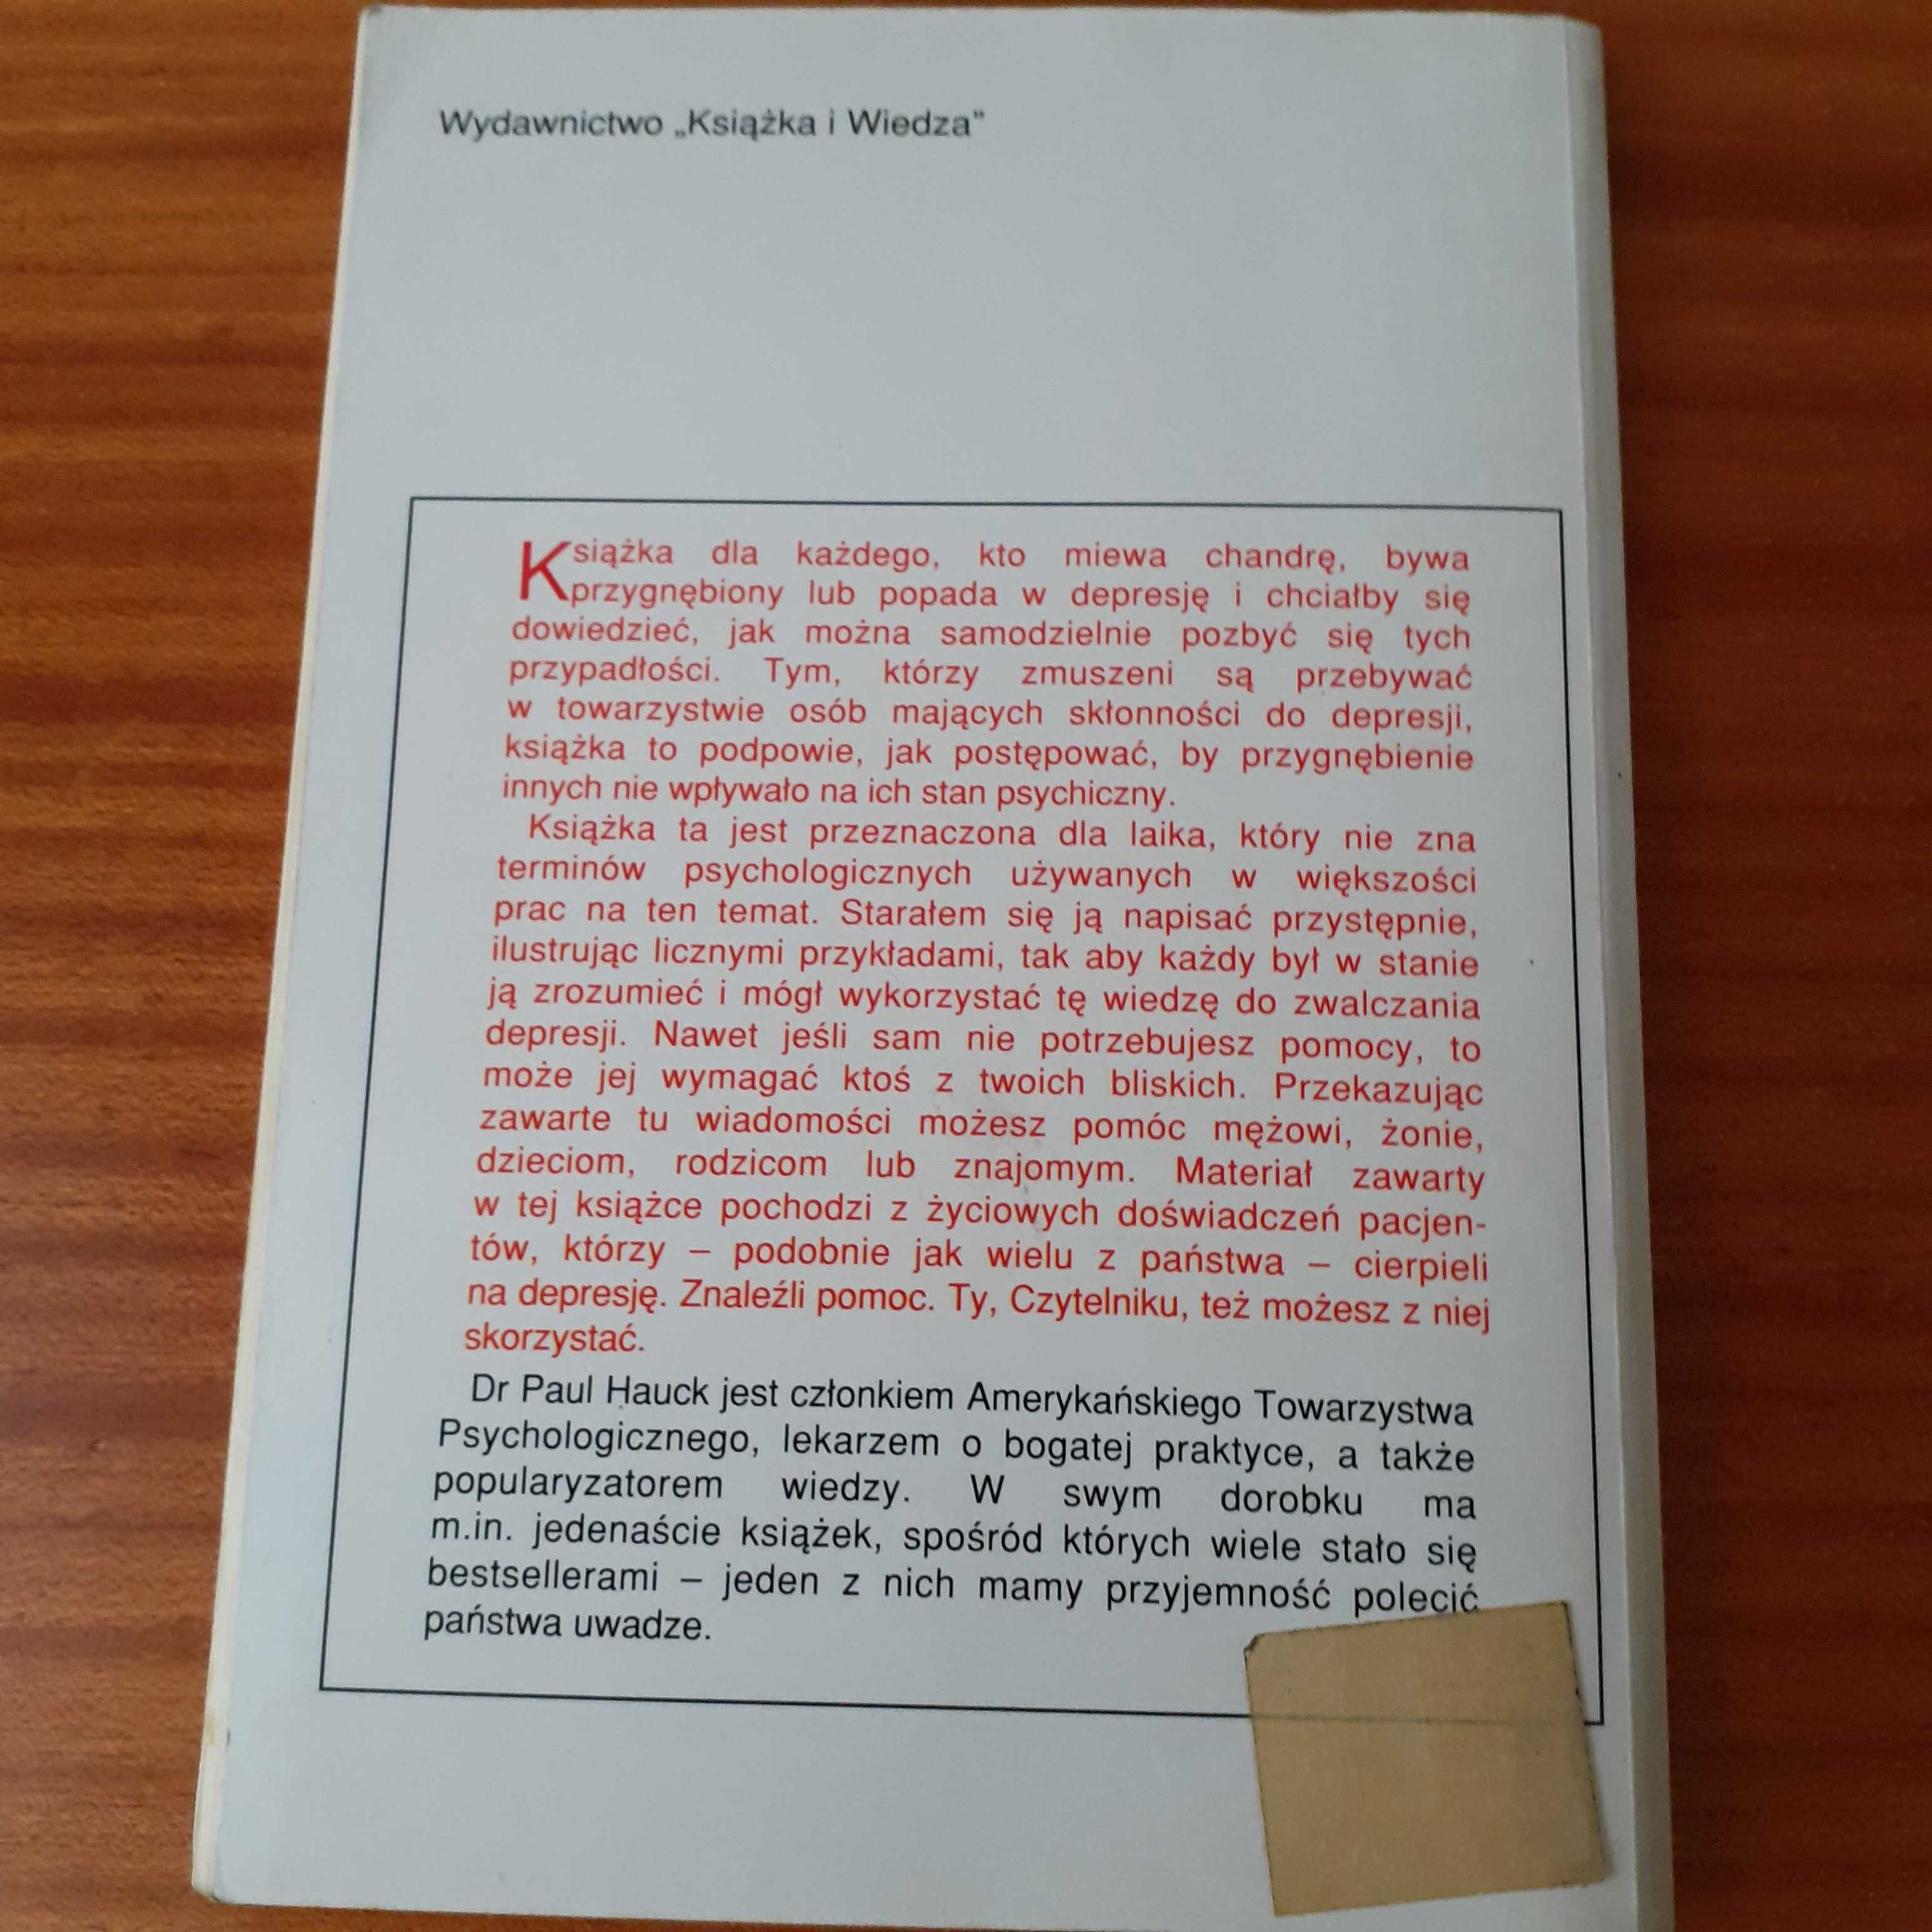 Wydawnictwo „Książka i Wiedza”
Książka dla każdego, kto miewa chandrę, bywa
przygnębiony lub popada w depresję i chciałby się
dowiedzieć, jak można samodzielnie pozbyć się tych
przypadłości. Tym, którzy zmuszeni są przebywać
w towarzystwie osób mających skłonności do depresji,
książka to podpowie, jak postępować, by przygnębienie
innych nie wpływało na ich stan psychiczny.
Książka ta jest przeznaczona dla laika, który nie zna
terminów psychologicznych używanych w większości
prac na ten temat. Starałem się ją napisać przystępnie,
ilustrując licznymi przykładami, tak aby każdy był w stanie
ją zrozumieć i mógł wykorzystać tę wiedzę do zwalczania
depresji. Nawet jeśli sam nie potrzebujesz pomocy, to
może jej wymagać ktoś z twoich bliskich. Przekazując
zawarte tu wiadomości możesz pomóc mężowi, żonie,
dzieciom, rodzicom lub znajomym. Materiał zawarty
w tej książce pochodzi z życiowych doświadczeń pacjen-
tów, którzy – podobnie jak wielu z państwa – cierpieli
na depresję. Znaleźli pomoc. Ty, Czytelniku, też możesz z niej
skorzystać.
Dr Paul Hauck jest członkiem Amerykańskiego Towarzystwa
Psychologicznego, lekarzem o bogatej praktyce, a także
popularyzatorem wiedzy. W swym dorobku ma
m.in. jedenaście książek, spośród których wiele stało się
bestsellerami – jeden z nich mamy przyjemność polecić
państwa uwadze.